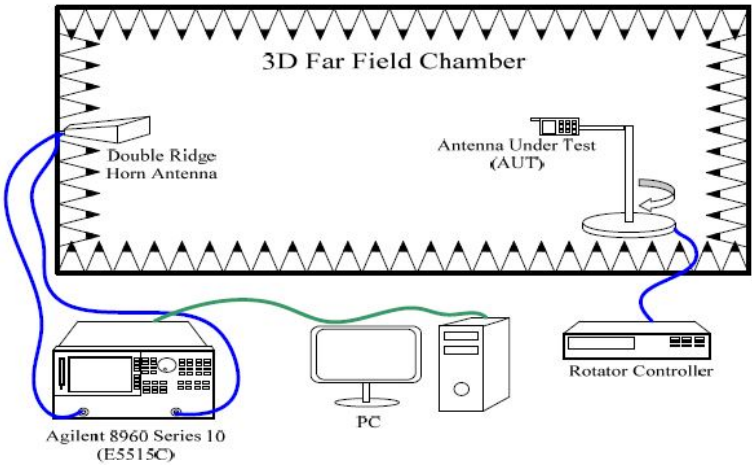 3D Far Field Chamber
Double Ridge
Horn Antenna
Antenna Under Test
(AUT)
Rotator Controller
PC
Agilent 8960 Series 10
(E5515C)